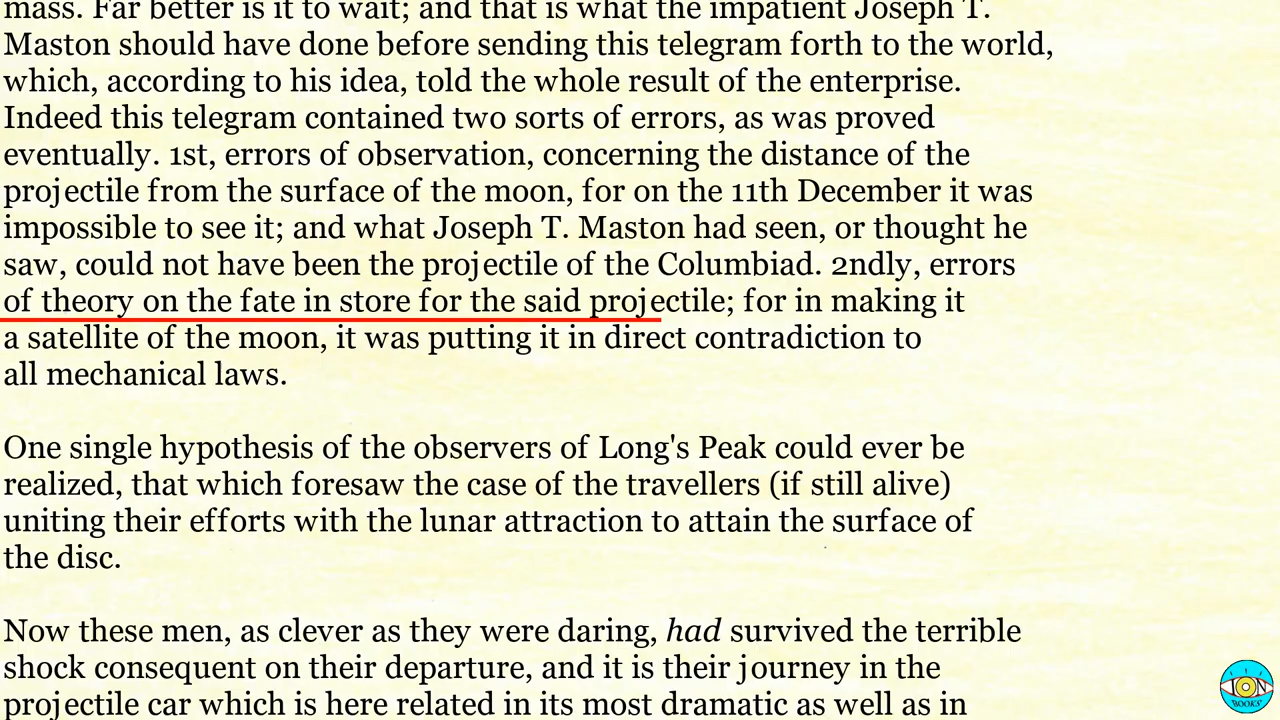 mass. Far better is it to wait; and that is what the impatient Joseph T.
Maston should have done before sending this telegram forth to the world,
which, according to his idea, told the whole result of the enterprise.
Indeed this telegram contained two sorts of errors, as was proved
eventually. 1st, errors of observation, concerning the distance of the
projectile from the surface of the moon, for on the 11th December it was
impossible to see it; and what Joseph T. Maston had seen, or thought he
saw, could not have been the projectile of the Columbiad. 2ndly, errors
of theory on the fate in store for the said projectile; for in making it
a satellite of the moon, it was putting it in direct contradiction to
all mechanical laws.
One single hypothesis of the observers of Long's Peak could ever be
realized, that which foresaw the case of the travellers (if still alive)
uniting their efforts with the lunar attraction to attain the surface of
the disc.
Now these men, as clever as they were daring, had survived the terrible
shock consequent on their departure, and it is their journey in the
projectile car which is here related in its most dramatic as well as in
ION
BOOKS